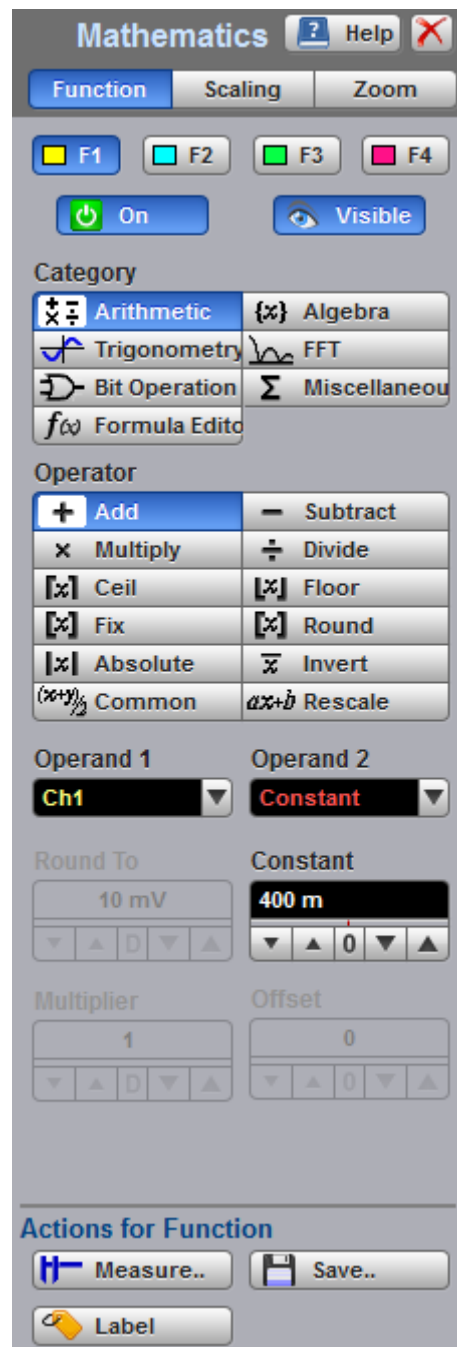 Mathematics ? Help
Function Scaling Zoom
F1 F2 F3 F4
On Visible
Category
Arithmetic {x} Algebra
Trigonometry FFT
Bit Operation Σ Miscellaneou
f(x) Formula Edito
Operator
+ Add − Subtract
× Multiply ÷ Divide
⌈x⌉ Ceil ⌊x⌋ Floor
[x] Fix [x] Round
|x| Absolute x̅ Invert
(x+y)/2 Common ax+b Rescale
Operand 1 Operand 2
Ch1 Constant
Round To Constant
10 mV 400 m
D 0
Multiplier Offset
1 0
D 0
Actions for Function
Measure.. Save..
Label